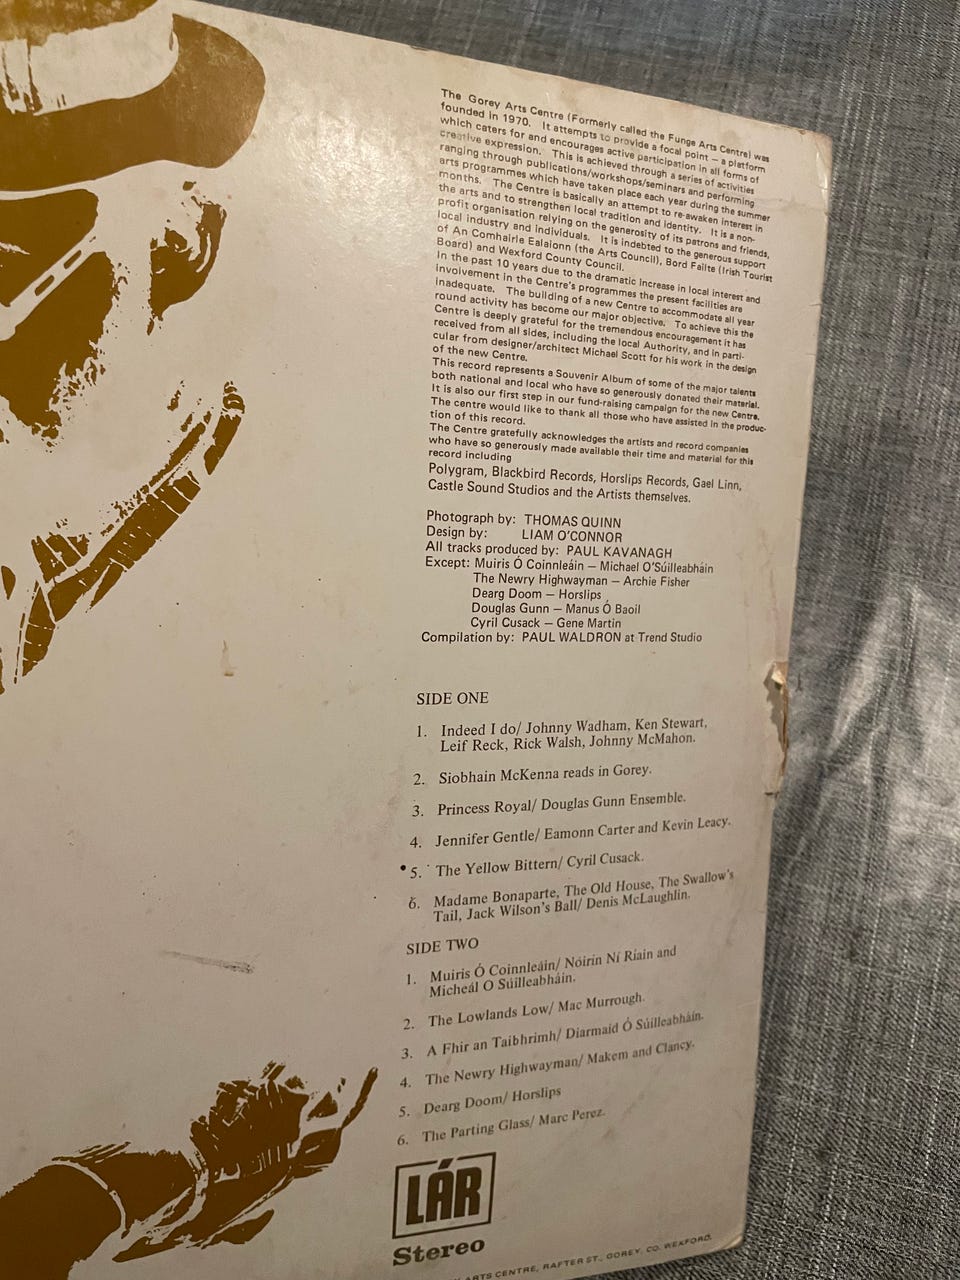 The Gorey Arts Centre (Formerly called the Funge Arts Centre) was
founded in 1970. It attempts to provide a focal point — a platform
which caters for and encourages active participation in all forms of
creative expression. This is achieved through a series of activities
ranging through publications/workshops/seminars and performing
arts programmes which have taken place each year during the summer
months. The Centre is basically an attempt to re-awaken interest in
the arts and to strengthen local tradition and identity. It is a non-
profit organisation relying on the generosity of its patrons and friends,
local industry and individuals. It is indebted to the generous support
of An Comhairle Ealaionn (the Arts Council), Bord Failte (Irish Tourist
Board) and Wexford County Council.
In the past 10 years due to the dramatic increase in local interest and
involvement in the Centre's programmes the present facilities are
inadequate. The building of a new Centre to accommodate all year
round activity has become our major objective. To achieve this the
Centre is deeply grateful for the tremendous encouragement it has
received from all sides, including the local Authority, and in parti-
cular from designer/architect Michael Scott for his work in the design
of the new Centre.
This record represents a Souvenir Album of some of the major talents
both national and local who have so generously donated their material.
It is also our first step in our fund-raising campaign for the new Centre.
The centre would like to thank all those who have assisted in the produc-
tion of this record.
The Centre gratefully acknowledges the artists and record companies
who have so generously made available their time and material for this
record including
Polygram, Blackbird Records, Horslips Records, Gael Linn,
Castle Sound Studios and the Artists themselves.
Photograph by: THOMAS QUINN
Design by: LIAM O'CONNOR
All tracks produced by: PAUL KAVANAGH
Except: Muiris Ó Coinnleáin — Michael O'Súilleabháin
The Newry Highwayman — Archie Fisher
Dearg Doom — Horslips
Douglas Gunn — Manus Ó Baoil
Cyril Cusack — Gene Martin
Compilation by: PAUL WALDRON at Trend Studio
SIDE ONE
1. Indeed I do/ Johnny Wadham, Ken Stewart,
Leif Reck, Rick Walsh, Johnny McMahon.
2. Siobhain McKenna reads in Gorey.
3. Princess Royal/ Douglas Gunn Ensemble.
4. Jennifer Gentle/ Eamonn Carter and Kevin Leacy.
5. The Yellow Bittern/ Cyril Cusack.
6. Madame Bonaparte, The Old House, The Swallow's
Tail, Jack Wilson's Ball/ Denis McLaughlin.
SIDE TWO
1. Muiris Ó Coinnleáin/ Nóirin Ní Riain and
Micheál O Súilleabháin.
2. The Lowlands Low/ Mac Murrough.
3. A Fhir an Taibhrimh/ Diarmaid Ó Súilleabháin.
4. The Newry Highwayman/ Makem and Clancy.
5. Dearg Doom/ Horslips
6. The Parting Glass/ Marc Perez.
LÁR
Stereo
ARTS CENTRE, RAFTER ST., GOREY, CO. WEXFORD.